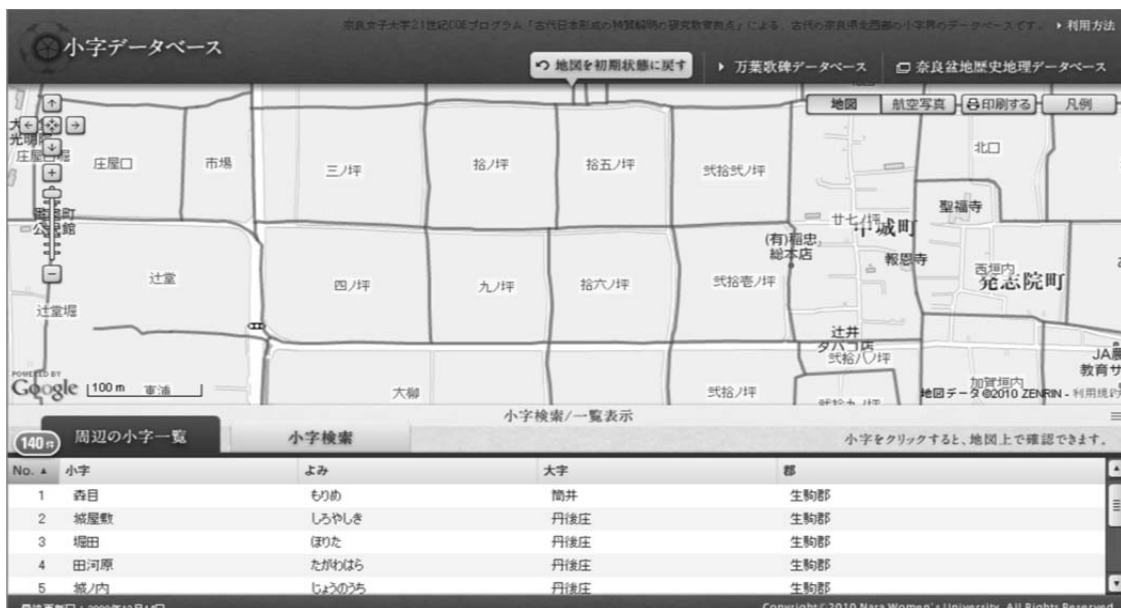 奈良女子大学21世紀COEプログラム「古代日本形成の特質解明の研究教育拠点」による、古代の奈良県北西部の小字界のデータベースです。
利用方法
小字データベース
地図を初期状態に戻す
万葉歌碑データベース
奈良盆地歴史地理データベース
地図
航空写真
印刷する
凡例
庄屋口
市場
三ノ坪
拾ノ坪
拾五ノ坪
弐拾弐ノ坪
北口
聖福寺
廿七ノ坪
(有)稲忠
総本店
報恩寺
西垣内
発志院町
辻堂
四ノ坪
九ノ坪
拾六ノ坪
弐拾壱ノ坪
辻堂堀
辻井
タバコ店
弐拾八ノ坪
POWERED BY
Google
100 m
東浦
大柳
弐拾ノ坪
加賀垣内
地図データ ©2010 ZENRIN - 利用規約
小字検索/一覧表示
140件
周辺の小字一覧
小字検索
小字をクリックすると、地図上で確認できます。
No. 小字 よみ 大字 郡
1 森目 もりめ 筒井 生駒郡
2 城屋敷 しろやしき 丹後庄 生駒郡
3 堀田 ほりた 丹後庄 生駒郡
4 田河原 たがわはら 丹後庄 生駒郡
5 城ノ内 じょうのうち 丹後庄 生駒郡
Copyright© 2010 Nara Women's University. All Rights Reserved.